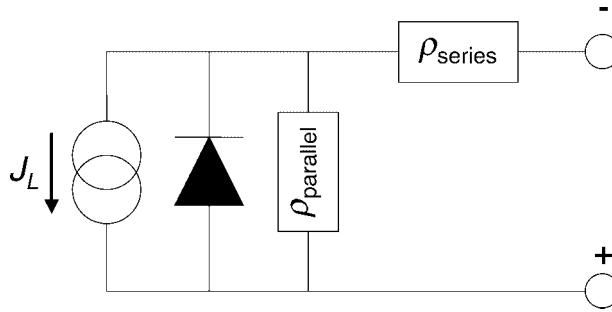 -
ρseries
JL
ρparallel
+